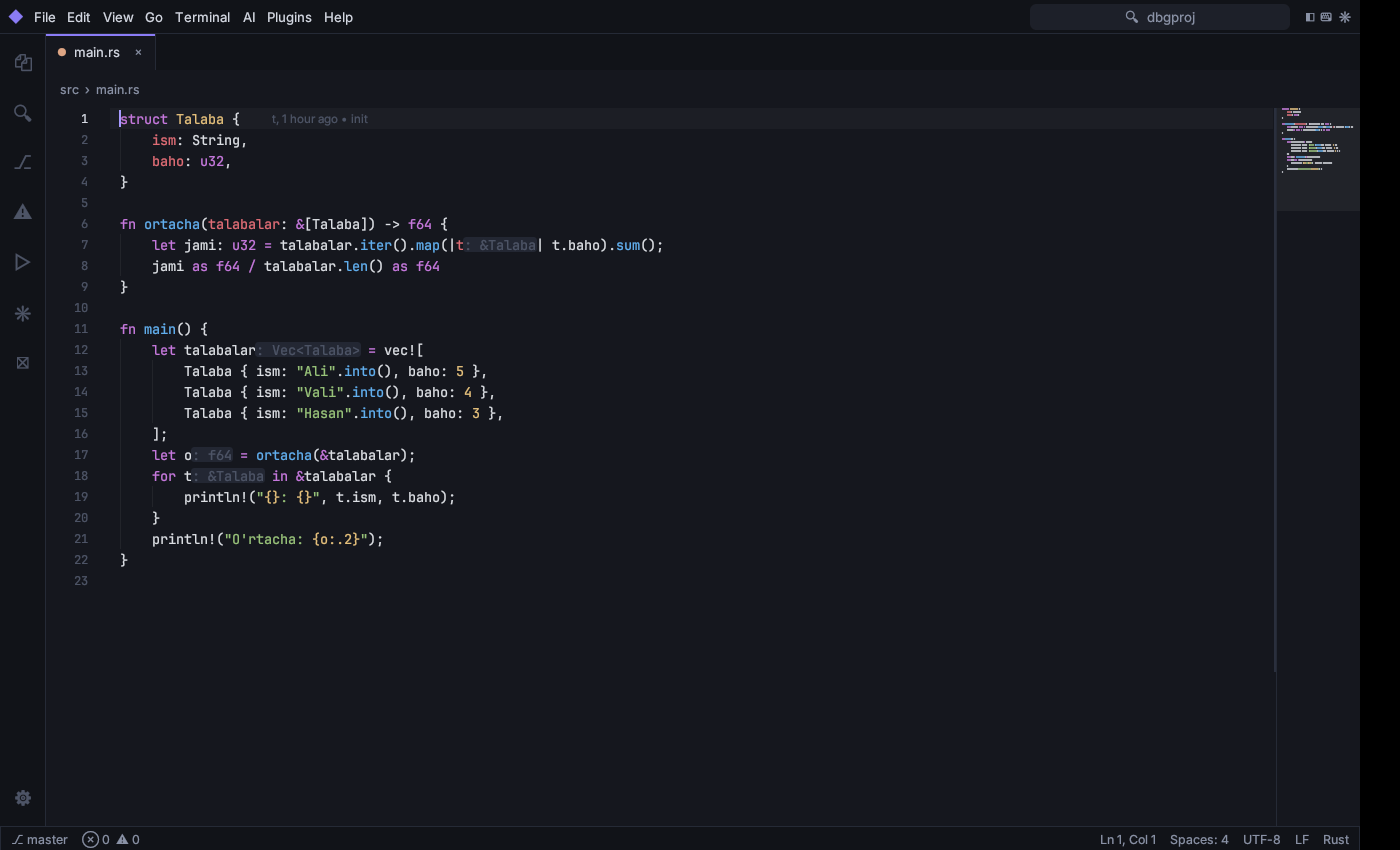 File Edit View Go Terminal AI Plugins Help
dbgproj
main.rs ×
src › main.rs
1 struct Talaba { t, 1 hour ago • init
2 ism: String,
3 baho: u32,
4 }
5
6 fn ortacha(talabalar: &[Talaba]) -> f64 {
7 let jami: u32 = talabalar.iter().map(|t: &Talaba| t.baho).sum();
8 jami as f64 / talabalar.len() as f64
9 }
10
11 fn main() {
12 let talabalar: Vec<Talaba> = vec![
13 Talaba { ism: "Ali".into(), baho: 5 },
14 Talaba { ism: "Vali".into(), baho: 4 },
15 Talaba { ism: "Hasan".into(), baho: 3 },
16 ];
17 let o: f64 = ortacha(&talabalar);
18 for t: &Talaba in &talabalar {
19 println!("{}: {}", t.ism, t.baho);
20 }
21 println!("O'rtacha: {o:.2}");
22 }
23
master 0 0 Ln 1, Col 1 Spaces: 4 UTF-8 LF Rust